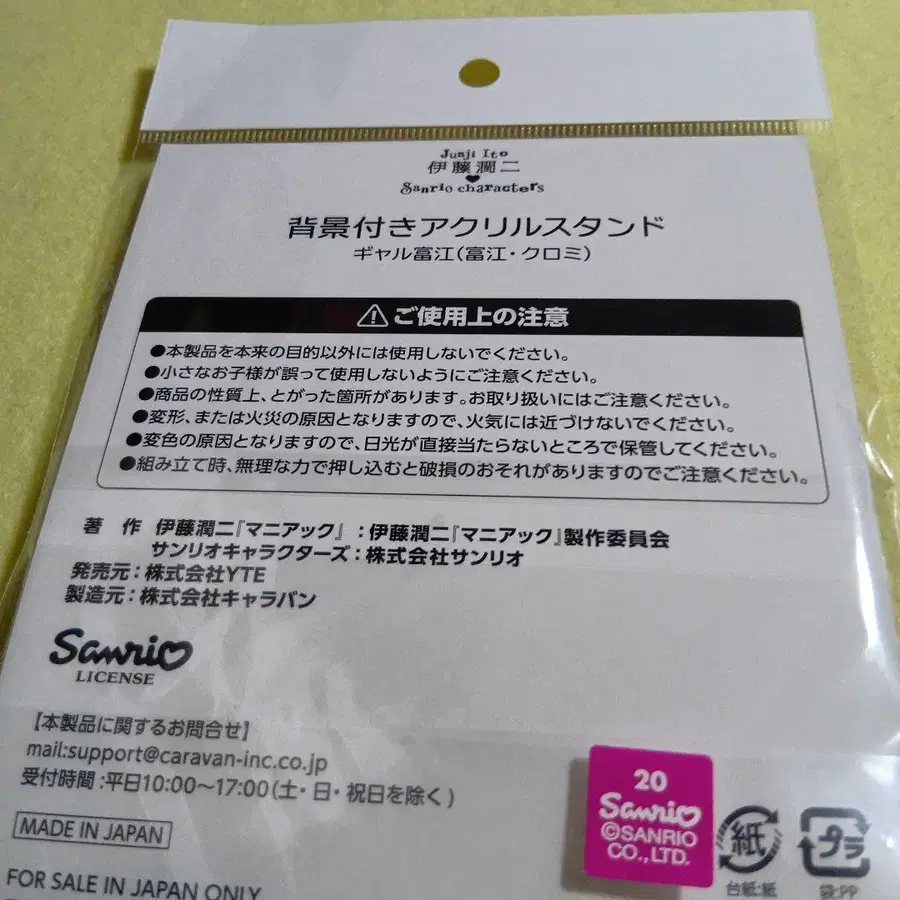 Junji Ito
伊藤潤二
♥
Sanrio characters
背景付きアクリルスタンド
ギャル富江(富江・クロミ)
⚠ご使用上の注意
●本製品を本来の目的以外には使用しないでください。
●小さなお子様が誤って使用しないようにご注意ください。
●商品の性質上、とがった箇所があります。お取り扱いにはご注意ください。
●変形、または火災の原因となりますので、火気には近づけないでください。
●変色の原因となりますので、日光が直接当たらないところで保管してください。
●組み立て時、無理な力で押し込むと破損のおそれがありますのでご注意ください。
著 作 伊藤潤二『マニアック』:伊藤潤二『マニアック』製作委員会
サンリオキャラクターズ:株式会社サンリオ
発売元:株式会社YTE
製造元:株式会社キャラバン
Sanrio
LICENSE
【本製品に関するお問合せ】
mail:support@caravan-inc.co.jp
受付時間:平日10:00〜17:00(土・日・祝日を除く)
MADE IN JAPAN
FOR SALE IN JAPAN ONLY
20
Sanrio
©SANRIO
CO., LTD.
紙
台紙:紙
プラ
袋:PP